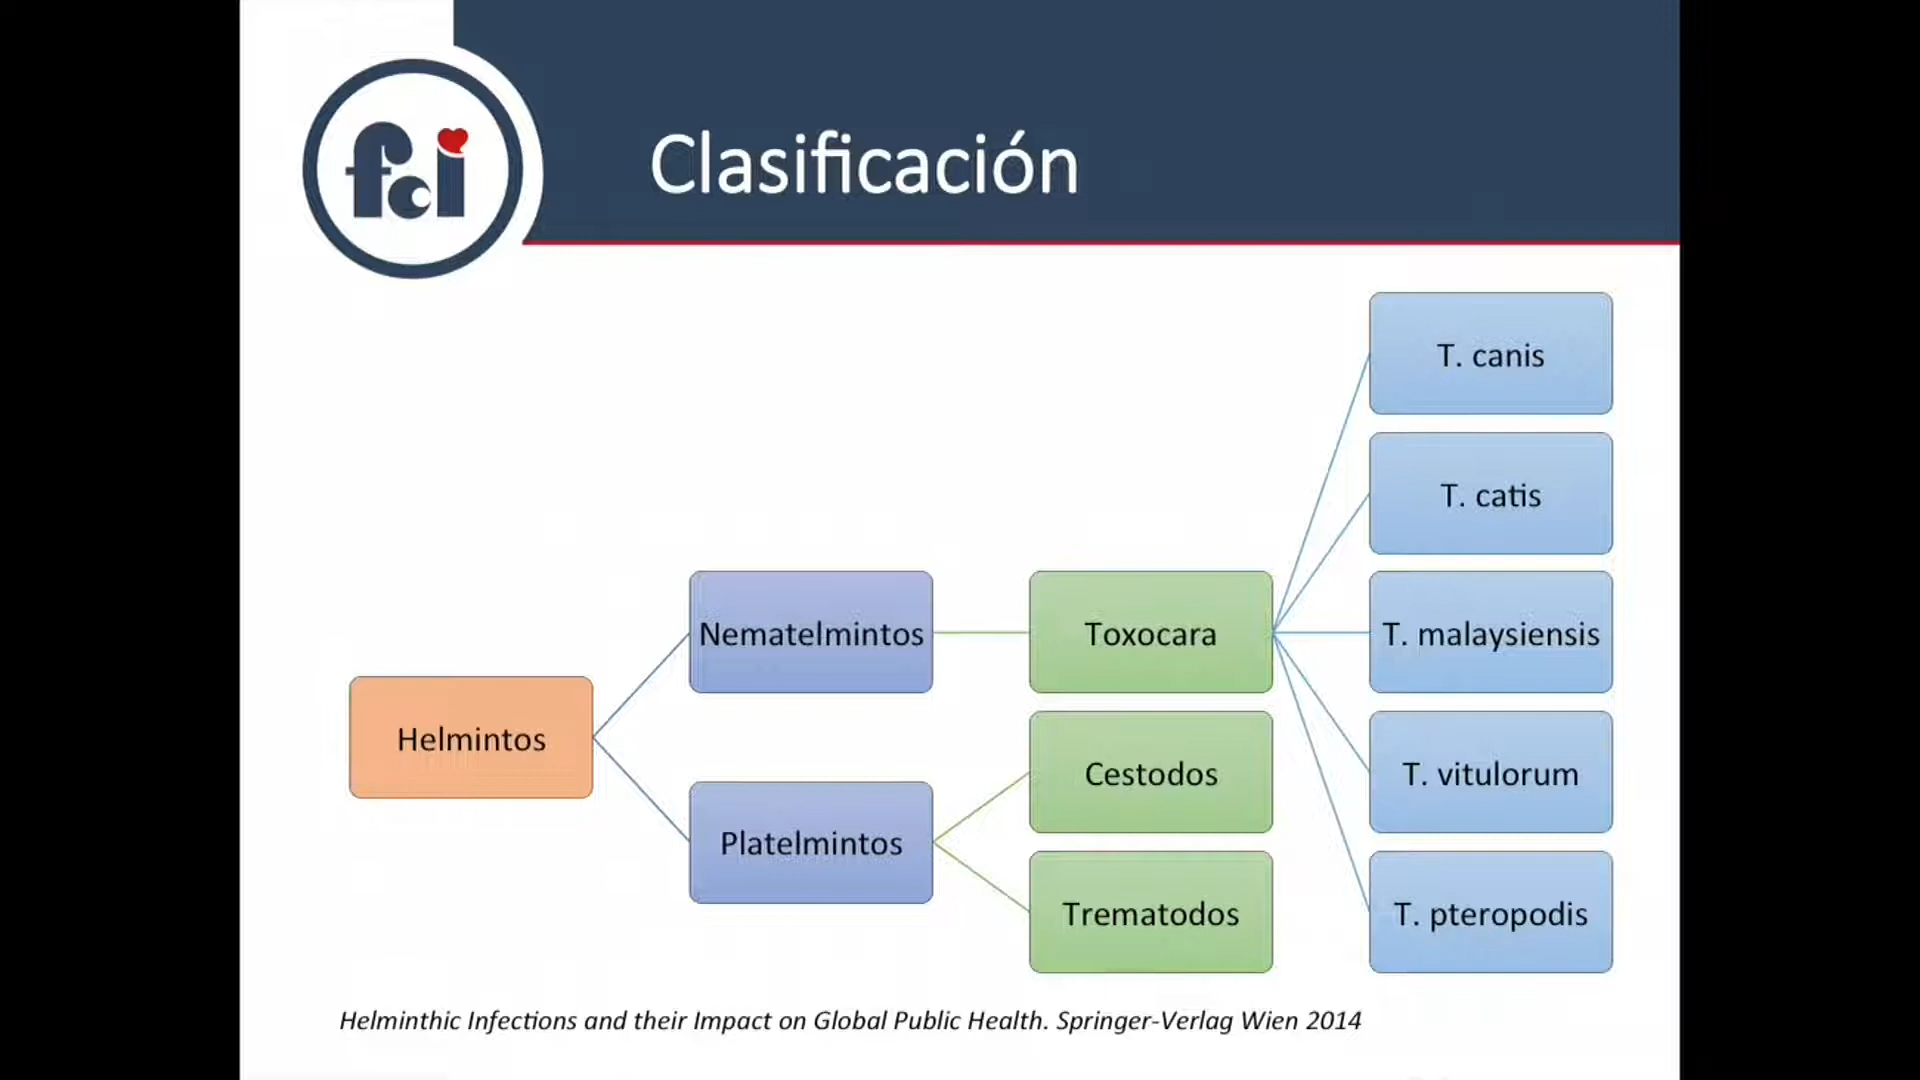 fci
Clasificación
Helmintos
Nematelmintos
Platelmintos
Toxocara
Cestodos
Trematodos
T. canis
T. catis
T. malaysiensis
T. vitulorum
T. pteropodis
Helminthic Infections and their Impact on Global Public Health. Springer-Verlag Wien 2014